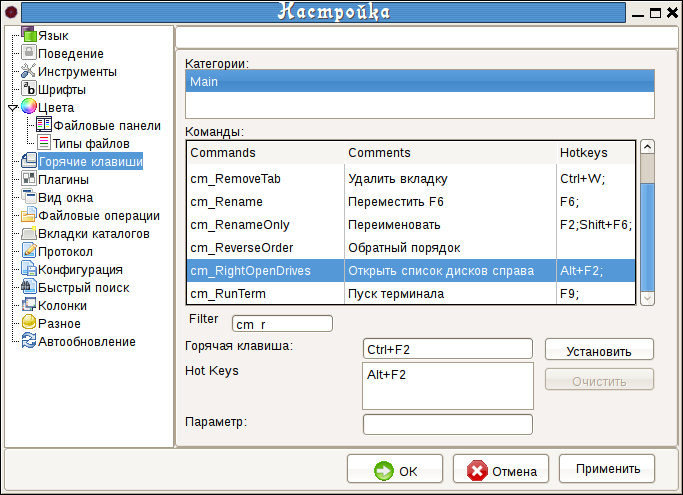 Настройка
Язык
Поведение
Инструменты
Шрифты
Цвета
Файловые панели
Типы файлов
Горячие клавиши
Плагины
Вид окна
Файловые операции
Вкладки каталогов
Протокол
Конфигурация
Быстрый поиск
Колонки
Разное
Автообновление
Категории:
Main
Команды:
Commands Comments Hotkeys
cm_RemoveTab Удалить вкладку Ctrl+W;
cm_Rename Переместить F6 F6;
cm_RenameOnly Переименовать F2;Shift+F6;
cm_ReverseOrder Обратный порядок
cm_RightOpenDrives Открыть список дисков справа Alt+F2;
cm_RunTerm Пуск терминала F9;
Filter cm_r
Горячая клавиша: Ctrl+F2 Установить
Hot Keys Alt+F2 Очистить
Параметр:
OK Отмена Применить